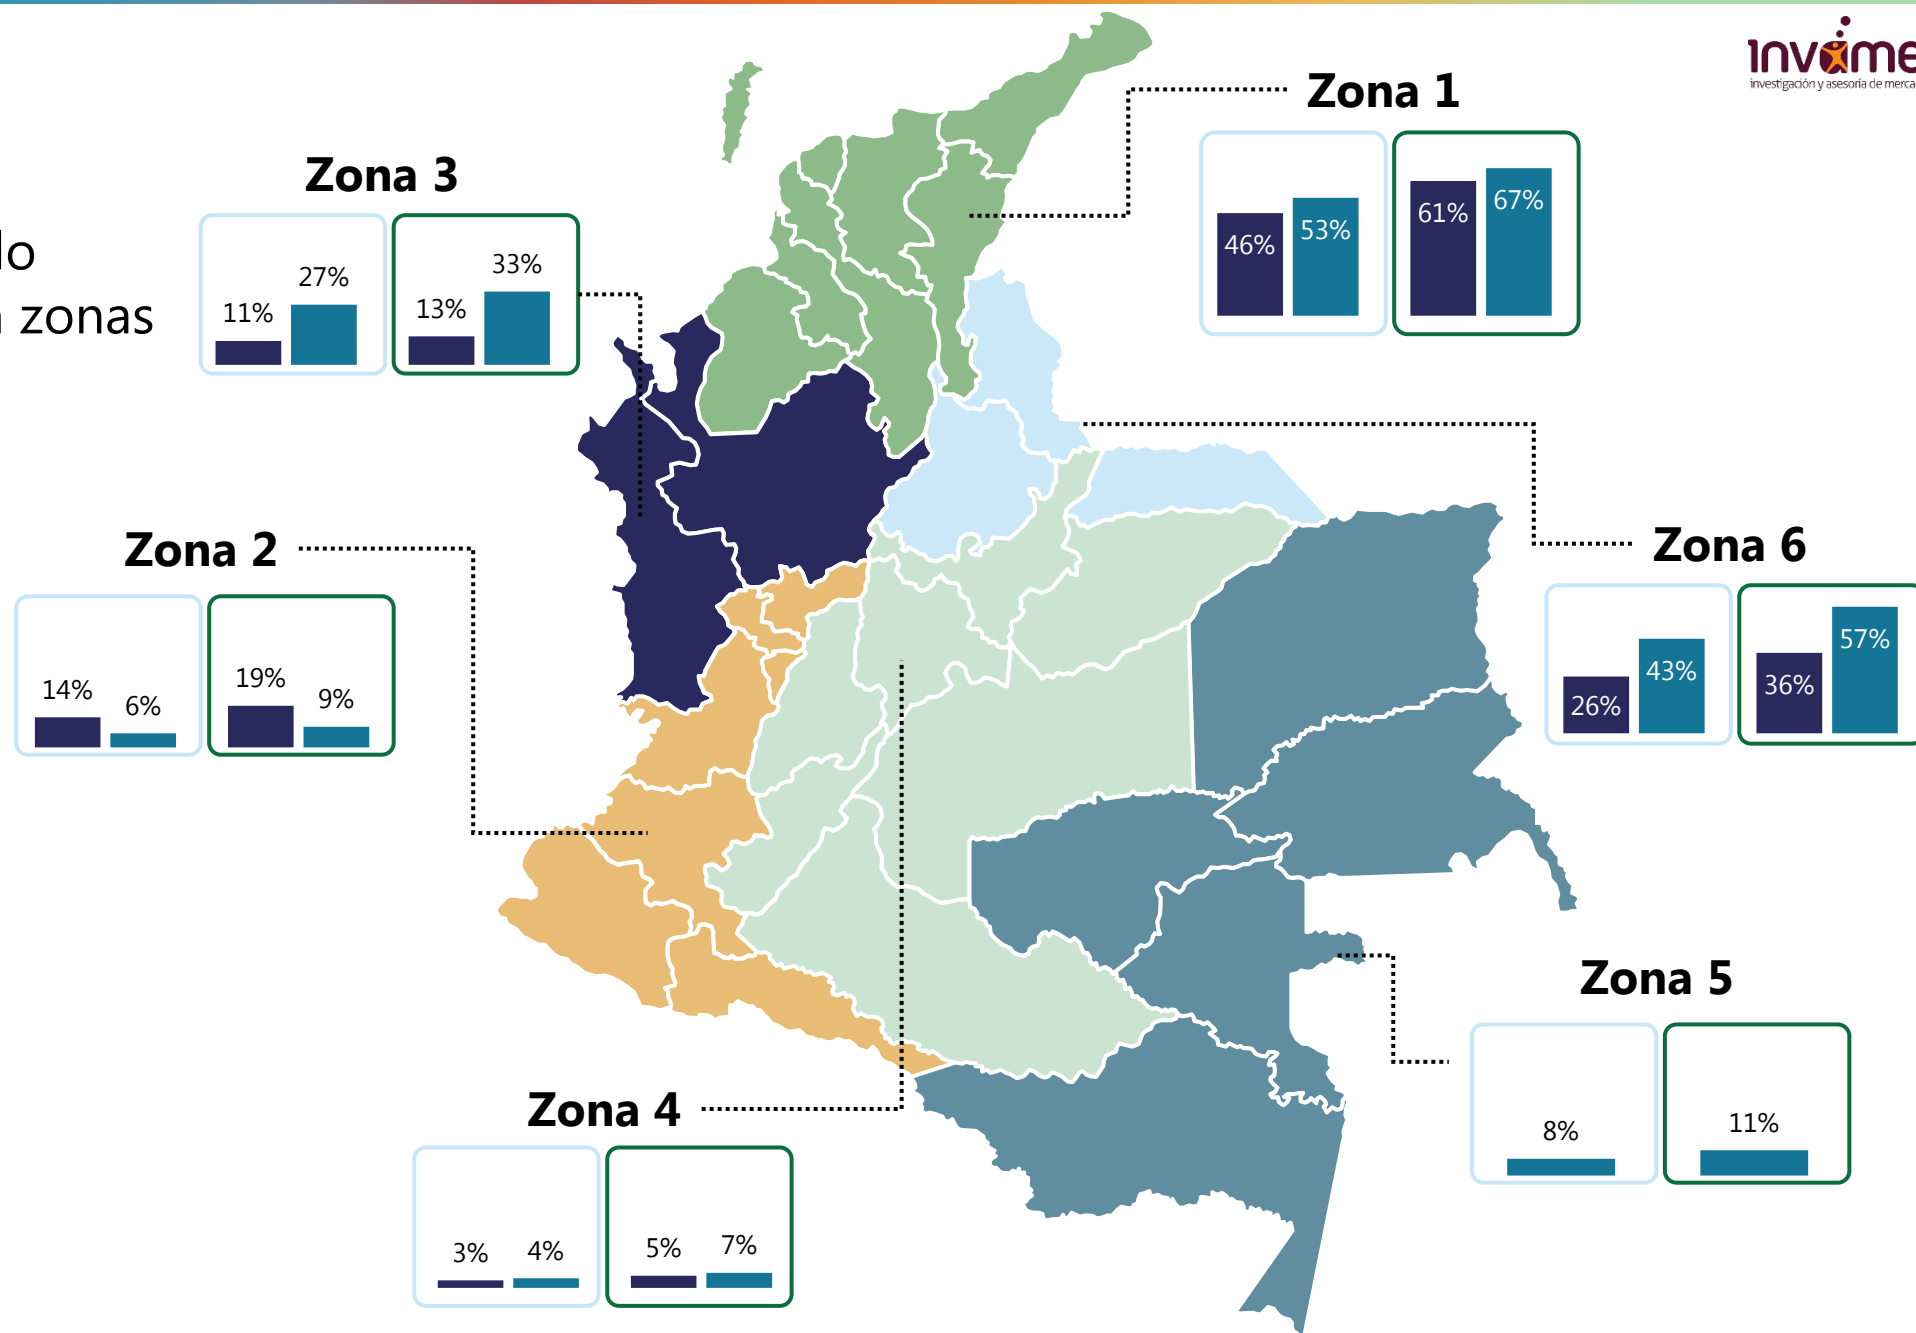 Zona 1
46% 53% 61% 67%
investigación y asesoría de merca
Zona 3
11% 27% 13% 33%
zonas
Zona 2
14% 6% 19% 9%
Zona 6
26% 43% 36% 57%
Zona 5
8% 11%
Zona 4
3% 4% 5% 7%